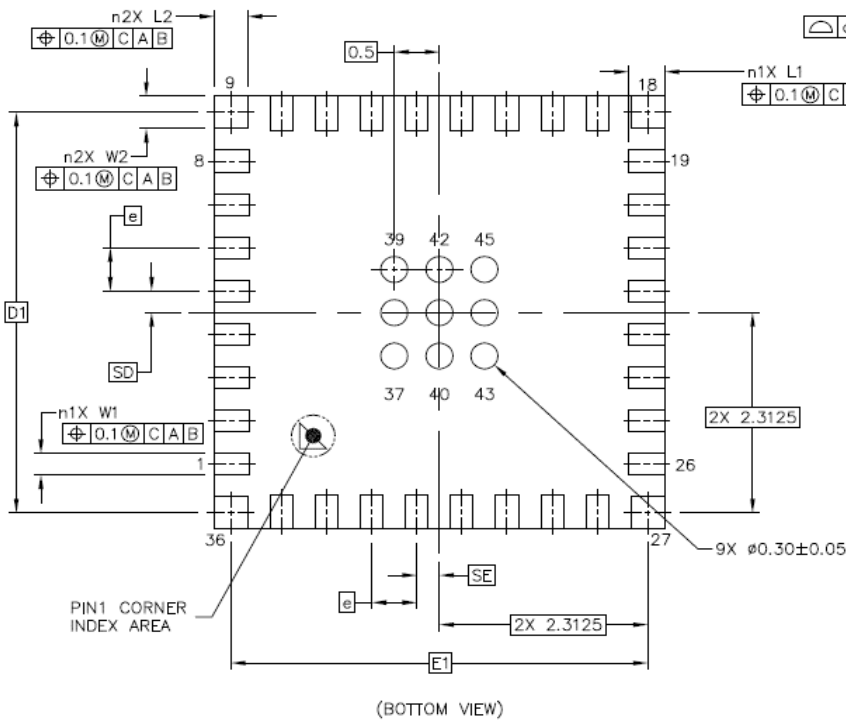 n2X L2
⌖ 0.1Ⓜ C A B
0.5
9
18
n1X L1
⌖ 0.1Ⓜ C
n2X W2
⌖ 0.1Ⓜ C A B
8
19
e
39 42 45
D1
SD
37 40 43
n1X W1
⌖ 0.1Ⓜ C A B
2X 2.3125
1
26
36
27
9X ø0.30±0.05
SE
e
PIN1 CORNER
INDEX AREA
2X 2.3125
E1
(BOTTOM VIEW)